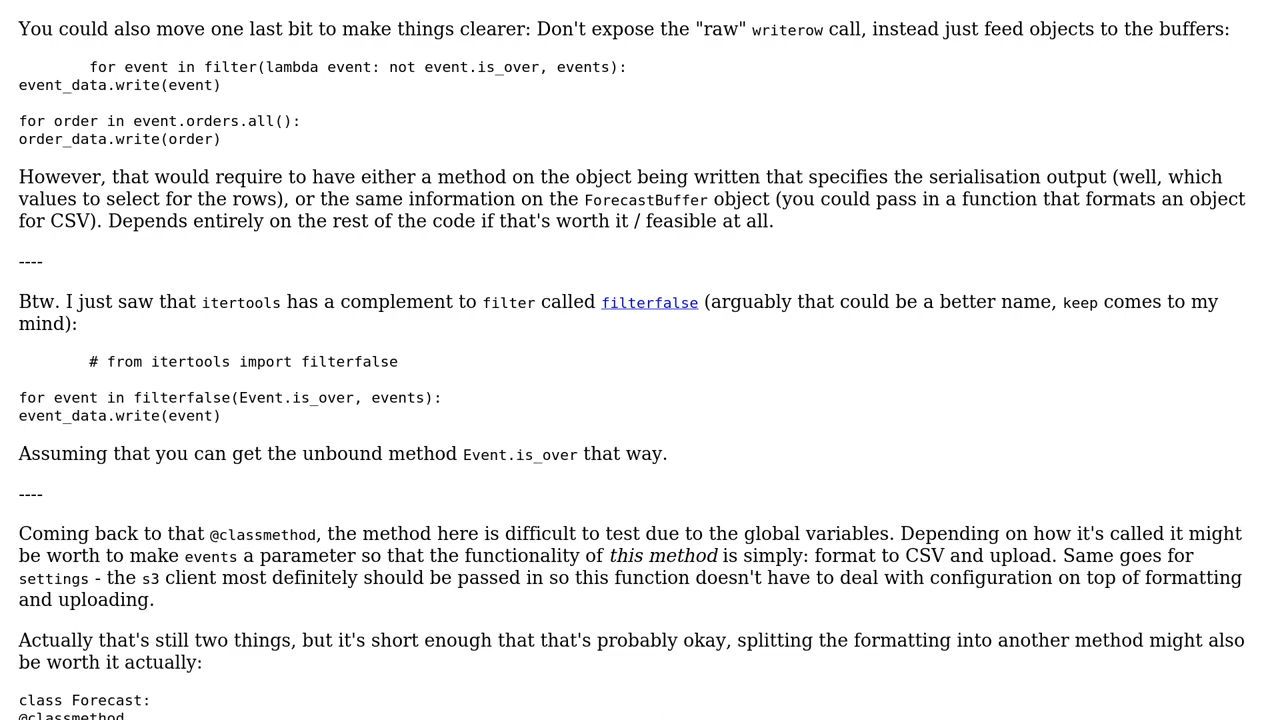 You could also move one last bit to make things clearer: Don't expose the "raw" writerow call, instead just feed objects to the buffers:
for event in filter(lambda event: not event.is_over, events):
event_data.write(event)
for order in event.orders.all():
order_data.write(order)
However, that would require to have either a method on the object being written that specifies the serialisation output (well, which
values to select for the rows), or the same information on the ForecastBuffer object (you could pass in a function that formats an object
for CSV). Depends entirely on the rest of the code if that's worth it / feasible at all.
----
Btw. I just saw that itertools has a complement to filter called filterfalse (arguably that could be a better name, keep comes to my
mind):
# from itertools import filterfalse
for event in filterfalse(Event.is_over, events):
event_data.write(event)
Assuming that you can get the unbound method Event.is_over that way.
----
Coming back to that @classmethod, the method here is difficult to test due to the global variables. Depending on how it's called it might
be worth to make events a parameter so that the functionality of this method is simply: format to CSV and upload. Same goes for
settings - the s3 client most definitely should be passed in so this function doesn't have to deal with configuration on top of formatting
and uploading.
Actually that's still two things, but it's short enough that that's probably okay, splitting the formatting into another method might also
be worth it actually:
class Forecast:
@classmethod